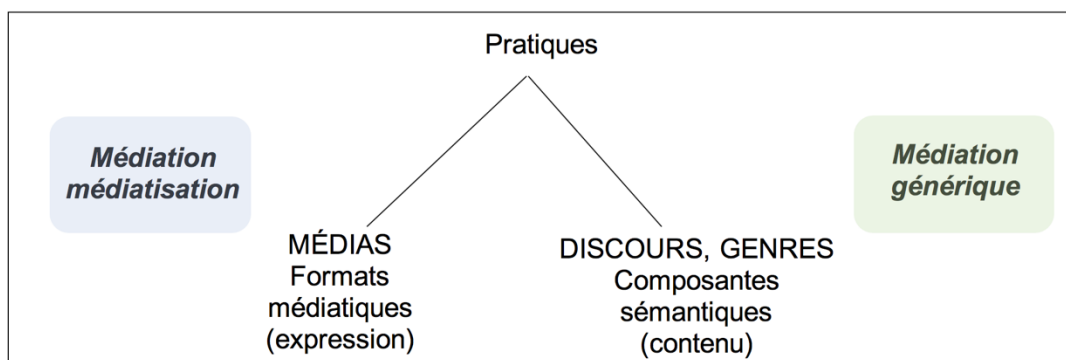 Pratiques
Médiation
médiatisation
Médiation
générique
MÉDIAS
Formats
médiatiques
(expression)
DISCOURS, GENRES
Composantes
sémantiques
(contenu)